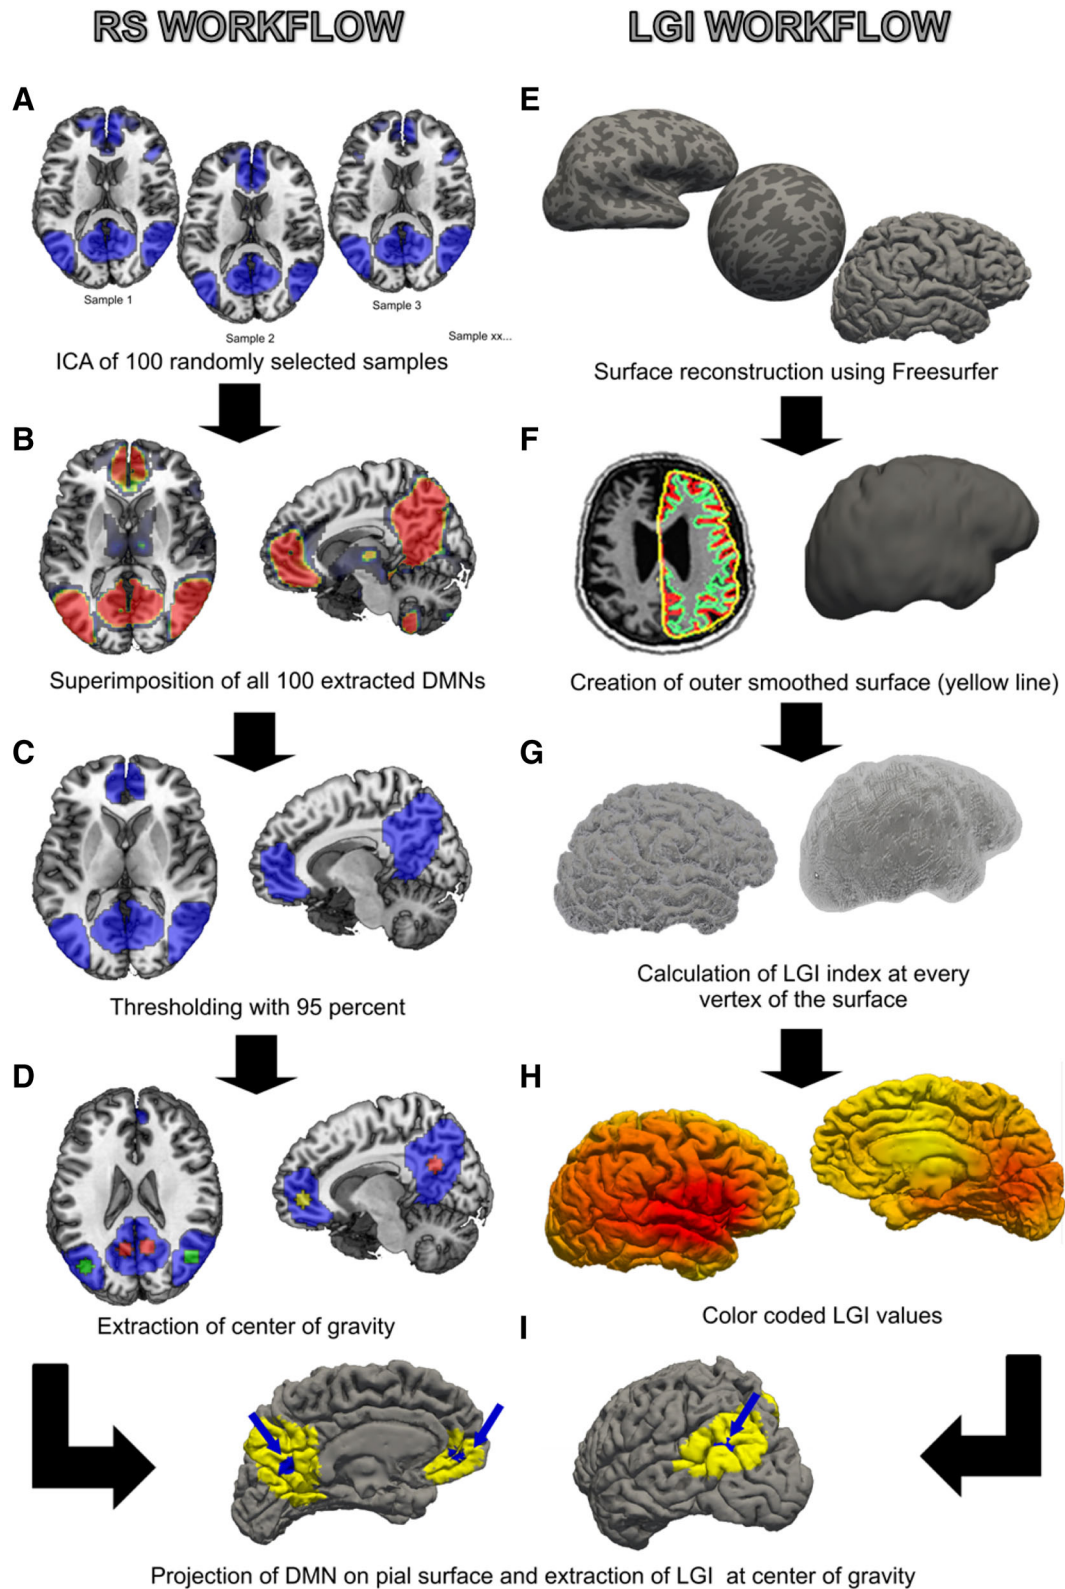 RS WORKFLOW
LGI WORKFLOW
A
Sample 1
Sample 2
Sample 3
Sample xx...
ICA of 100 randomly selected samples
B
Superimposition of all 100 extracted DMNs
C
Thresholding with 95 percent
D
Extraction of center of gravity
E
Surface reconstruction using Freesurfer
F
Creation of outer smoothed surface (yellow line)
G
Calculation of LGI index at every
vertex of the surface
H
Color coded LGI values
I
Projection of DMN on pial surface and extraction of LGI at center of gravity